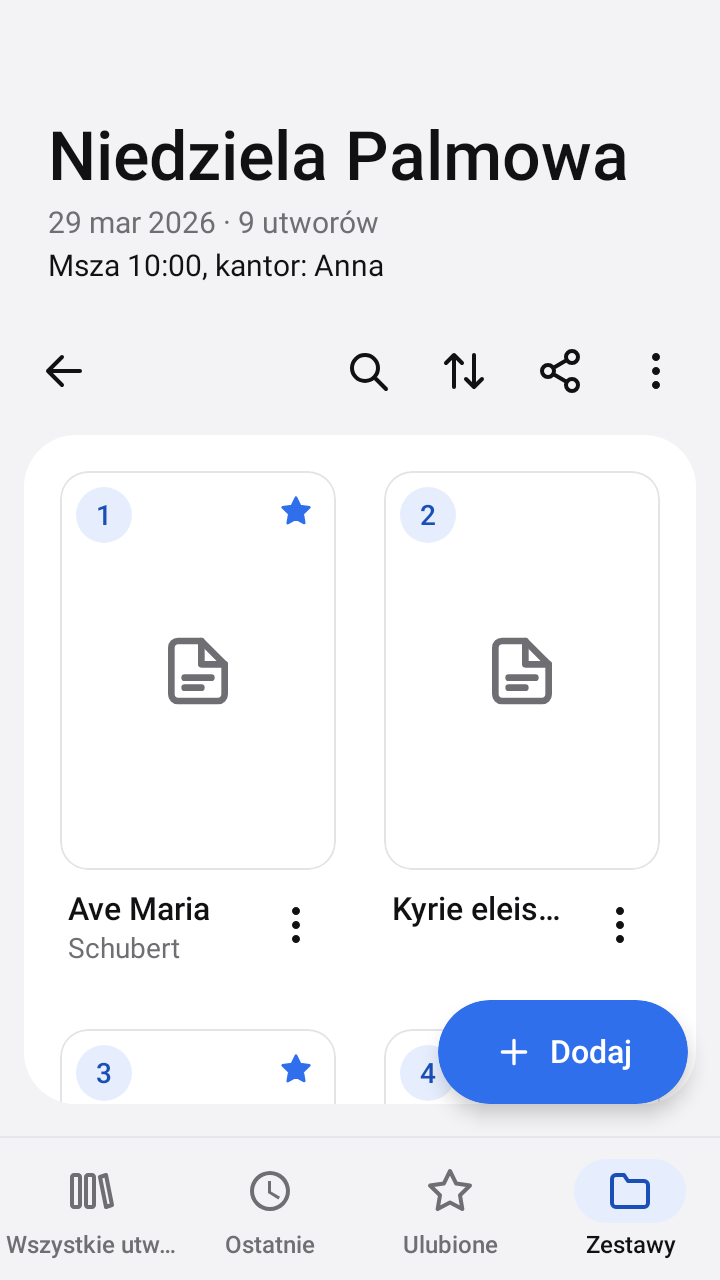 Niedziela Palmowa
29 mar 2026 · 9 utworów
Msza 10:00, kantor: Anna
1
2
Ave Maria
Schubert
Kyrie eleis…
3
4
Dodaj
Wszystkie utw…
Ostatnie
Ulubione
Zestawy